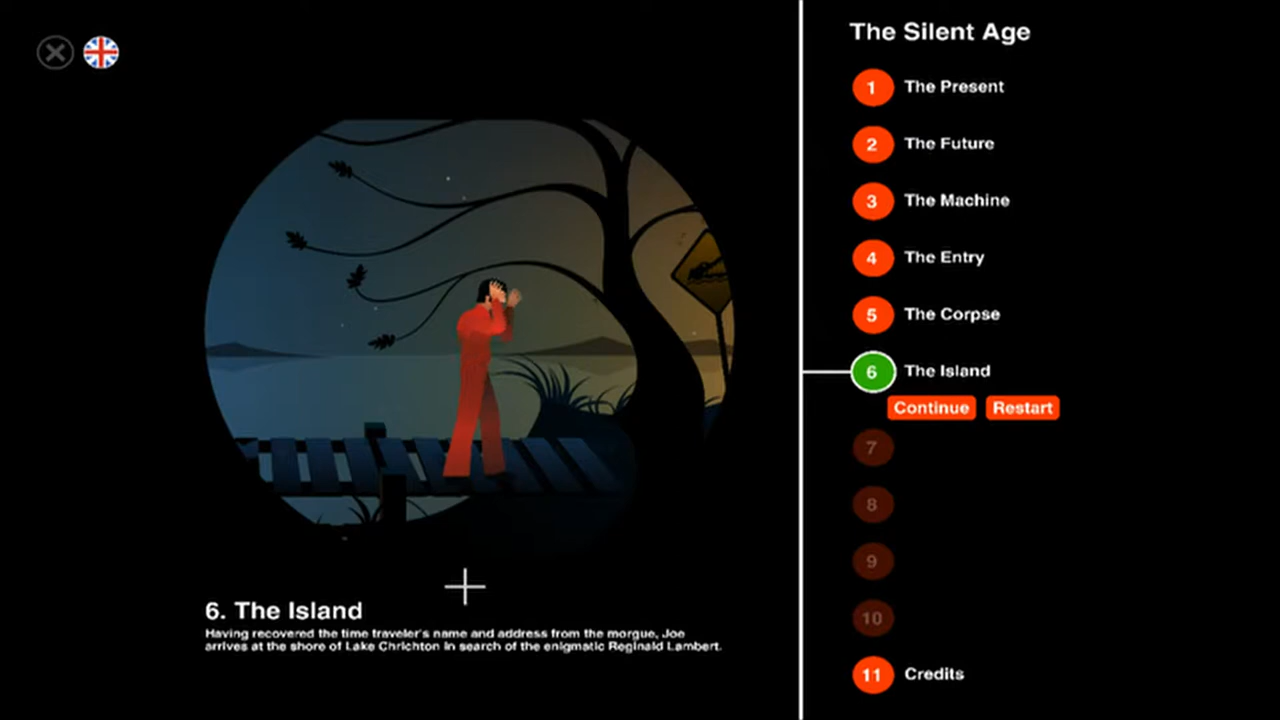 The Silent Age
1 The Present
2 The Future
3 The Machine
4 The Entry
5 The Corpse
6 The Island
Continue Restart
7
8
9
10
11 Credits
6. The Island
Having recovered the time traveler's name and address from the morgue, Joe
arrives at the shore of Lake Chrichton in search of the enigmatic Reginald Lambert.